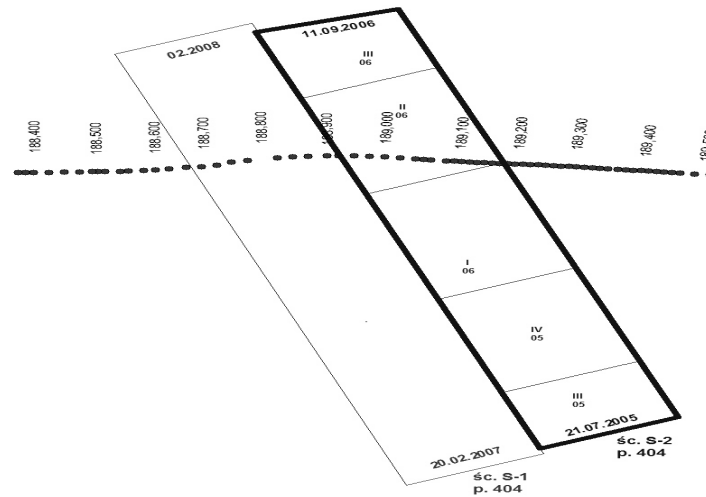 11.09.2006
02.2008
III
06
II
06
188,400
188,500
188,600
188,700
188,800
189,000
189,100
189,200
189,300
189,400
I
06
IV
05
III
05
21.07.2005
20.02.2007
śc. S-2
p. 404
śc. S-1
p. 404